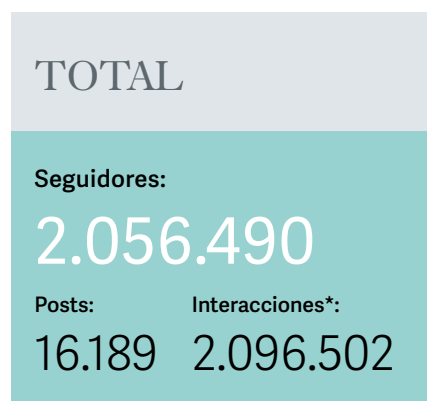 TOTAL
Seguidores:
2.056.490
Posts: Interacciones*:
16.189 2.096.502